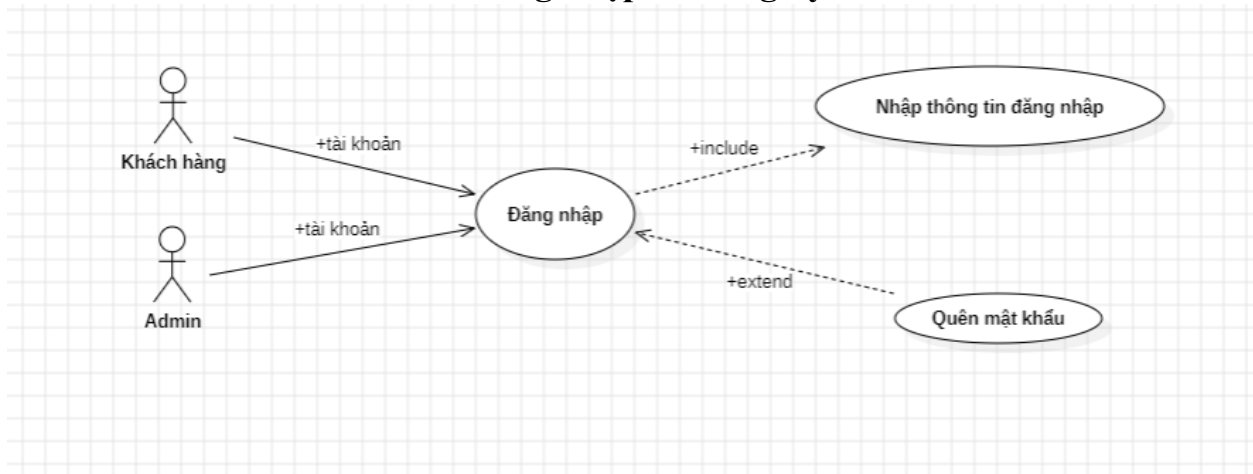 Khách hàng
+tài khoản
Nhập thông tin đăng nhập
+include
Đăng nhập
+tài khoản
Admin
+extend
Quên mật khẩu